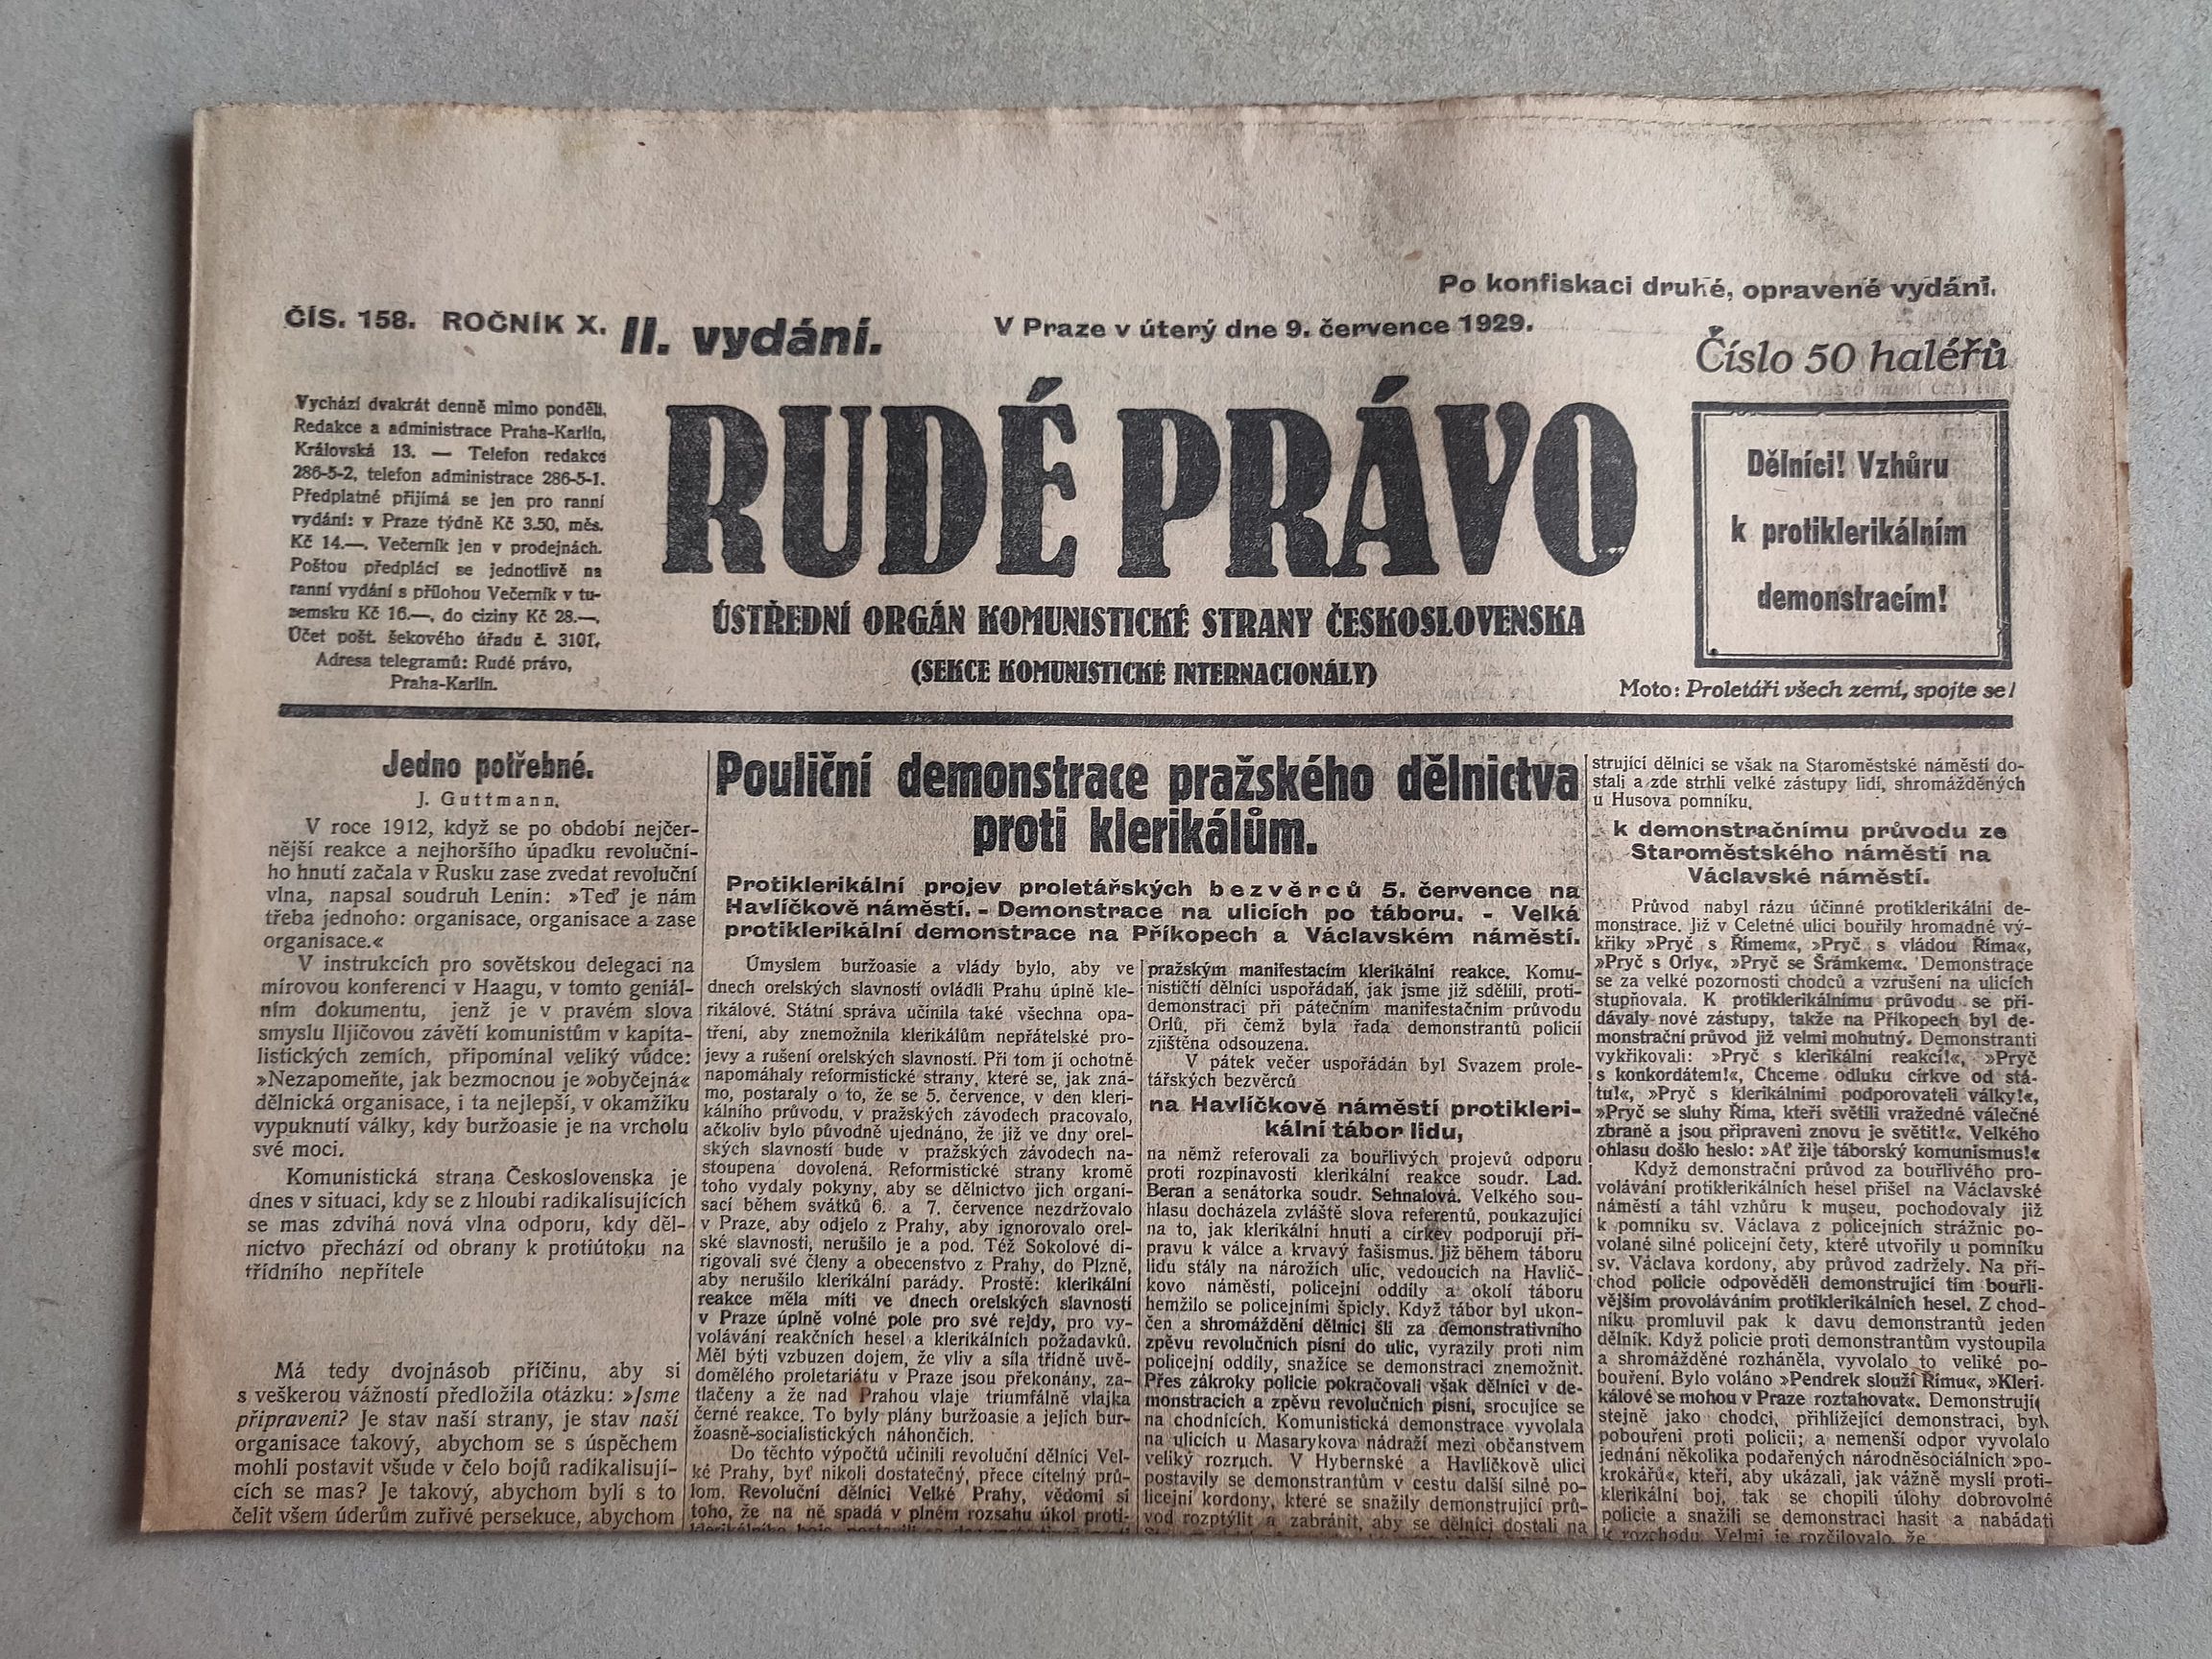 Po konfiskaci druhé, opravené vydání.
ČÍS. 158. ROČNÍK X. II. vydání.
V Praze v úterý dne 9. července 1929.
Číslo 50 haléřů
Vychází dvakrát denně mimo pondělí.
Redakce a administrace Praha-Karlín,
Královská 13. — Telefon redakce
286-5-2, telefon administrace 286-5-1.
Předplatné přijímá se jen pro ranní
vydání: v Praze týdně Kč 3.50, měs.
Kč 14.—. Večerník jen v prodejnách.
Poštou předplácí se jednotlivě na
ranní vydání s přílohou Večerník v tu-
zemsku Kč 16.—, do ciziny Kč 28.—.
Účet pošt. šekového úřadu č. 3101.
Adresa telegramů: Rudé právo,
Praha-Karlín.
RUDÉ PRÁVO
ÚSTŘEDNÍ ORGÁN KOMUNISTICKÉ STRANY ČESKOSLOVENSKA
(SEKCE KOMUNISTICKÉ INTERNACIONÁLY)
Dělníci! Vzhůru
k protiklerikálním
demonstracím!
Moto: Proletáři všech zemí, spojte se!
Jedno potřebné.
J. Guttmann.
V roce 1912, když se po období nejčer-
nější reakce a nejhoršího úpadku revoluční-
ho hnutí začala v Rusku zase zvedat revoluční
vlna, napsal soudruh Lenin: »Teď je nám
třeba jednoho: organisace, organisace a zase
organisace.«
V instrukcích pro sovětskou delegaci na
mírovou konferenci v Haagu, v tomto geniál-
ním dokumentu, jenž je v pravém slova
smyslu Iljičovou závětí komunistům v kapita-
listických zemích, připomínal veliký vůdce:
»Nezapomeňte, jak bezmocnou je »obyčejná«
dělnická organisace, i ta nejlepší, v okamžiku
vypuknutí války, kdy buržoasie je na vrcholu
své moci.
Komunistická strana Československa je
dnes v situaci, kdy se z hloubi radikalisujících
se mas zdvihá nová vlna odporu, kdy děl-
nictvo přechází od obrany k protiútoku na
třídního nepřítele
Má tedy dvojnásob příčinu, aby si
s veškerou vážností předložila otázku: »Jsme
připraveni? Je stav naší strany, je stav naší
organisace takový, abychom se s úspěchem
mohli postavit všude v čelo bojů radikalisují-
cích se mas? Je takový, abychom byli s to
čelit všem úderům zuřivé persekuce, abychom
Pouliční demonstrace pražského dělnictva
proti klerikálům.
Protiklerikální projev proletářských bezvěrců 5. července na
Havlíčkově náměstí. - Demonstrace na ulicích po táboru. - Velká
protiklerikální demonstrace na Příkopech a Václavském náměstí.
Úmyslem buržoasie a vlády bylo, aby ve
dnech orelských slavností ovládli Prahu úplně kle-
rikálové. Státní správa učinila také všechna opa-
tření, aby znemožnila klerikálům nepřátelské pro-
jevy a rušení orelských slavností. Při tom jí ochotně
napomáhaly reformistické strany, které se, jak zná-
mo, postaraly o to, že se 5. července, v den kleri-
kálního průvodu, v pražských závodech pracovalo,
ačkoliv bylo původně ujednáno, že již ve dny orel-
ských slavností bude v pražských závodech na-
stoupena dovolená. Reformistické strany kromě
toho vydaly pokyny, aby se dělnictvo jich organi-
sací během svátků 6. a 7. července nezdržovalo
v Praze, aby odjelo z Prahy, aby ignorovalo orel-
ské slavnosti, nerušilo je a pod. Též Sokolové di-
rigovali své členy a obecenstvo z Prahy, do Plzně,
aby nerušilo klerikální parády. Prostě: klerikální
reakce měla míti ve dnech orelských slavností
v Praze úplně volné pole pro své rejdy, pro vy-
volávání reakčních hesel a klerikálních požadavků.
Měl býti vzbuzen dojem, že vliv a síla třídně uvě-
domělého proletariátu v Praze jsou překonány, za-
tlačeny a že nad Prahou vlaje triumfálně vlajka
černé reakce. To byly plány buržoasie a jejich bur-
žoasně-socialistických náhončích.
Do těchto výpočtů učinili revoluční dělníci Vel-
ké Prahy, byť nikoli dostatečný, přece citelný prů-
lom. Revoluční dělníci Velké Prahy, vědomi si
toho, že na ně spadá v plném rozsahu úkol proti-
pražským manifestacím klerikální reakce. Komu-
nističtí dělníci uspořádali, jak jsme již sdělili, proti-
demonstraci při pátečním manifestačním průvodu
Orlů, při čemž byla řada demonstrantů policií
zjištěna odsouzena.
V pátek večer uspořádán byl Svazem prole-
tářských bezvěrců
na Havlíčkově náměstí protikleri-
kální tábor lidu,
na němž referovali za bouřlivých projevů odporu
proti rozpínavosti klerikální reakce soudr. Lad.
Beran a senátorka soudr. Sehnalová. Velkého sou-
hlasu docházela zvláště slova referentů, poukazující
na to, jak klerikální hnutí a církev podporují pří-
pravu k válce a krvavý fašismus. Již během táboru
lidu stály na nárožích ulic, vedoucích na Havlíč-
kovo náměstí, policejní oddíly a okolí táboru
hemžilo se policejními špicly. Když tábor byl ukon-
čen a shromáždění dělníci šli za demonstrativního
zpěvu revolučních písní do ulic, vyrazily proti nim
policejní oddíly, snažíce se demonstraci znemožnit.
Přes zákroky policie pokračovali však dělníci v de-
monstracích a zpěvu revolučních písní, srocujíce se
na chodnících. Komunistická demonstrace vyvolala
na ulicích u Masarykova nádraží mezi občanstvem
veliký rozruch. V Hybernské a Havlíčkově ulici
postavily se demonstrantům v cestu další silné po-
licejní kordony, které se snažily demonstrující prů-
vod rozptýlit a zabránit, aby se dělníci dostali na
strující dělníci se však na Staroměstské náměstí do-
stali a zde strhli velké zástupy lidí, shromážděných
u Husova pomníku,
k demonstračnímu průvodu ze
Staroměstského náměstí na
Václavské náměstí.
Průvod nabyl rázu účinné protiklerikální de-
monstrace. Již v Celetné ulici bouřily hromadné vý-
křiky »Pryč s Římem«, »Pryč s vládou Říma«,
»Pryč s Orly«, »Pryč se Šrámkem«. Demonstrace
se za velké pozornosti chodců a vzrušení na ulicích
stupňovala. K protiklerikálnímu průvodu se při-
dávaly nové zástupy, takže na Příkopech byl de-
monstrační průvod již velmi mohutný. Demonstranti
vykřikovali: »Pryč s klerikální reakcí!«, »Pryč
s konkordátem!«, Chceme odluku církve od stá-
tu!«, »Pryč s klerikálními podporovateli války!«,
»Pryč se sluhy Říma, kteří světili vražedné válečné
zbraně a jsou připraveni znovu je světit!«. Velkého
ohlasu došlo heslo: »Ať žije táborský komunismus!«
Když demonstrační průvod za bouřlivého pro-
volávání protiklerikálních hesel přišel na Václavské
náměstí a táhl vzhůru k museu, pochodovaly již
k pomníku sv. Václava z policejních strážnic po-
volané silné policejní čety, které utvořily u pomníku
sv. Václava kordony, aby průvod zadržely. Na pří-
chod policie odpověděli demonstrující tím bouřli-
vějším provoláváním protiklerikálních hesel. Z chod-
níku promluvil pak k davu demonstrantů jeden
dělník. Když policie proti demonstrantům vystoupila
a shromážděné rozháněla, vyvolalo to veliké po-
bouření. Bylo voláno »Pendrek slouží Římu«, »Kleri-
kálové se mohou v Praze roztahovat«. Demonstrují
stejně jako chodci, přihlížející demonstraci, byl
pobouřeni proti policii; a nemenší odpor vyvolalo
jednání několika podařených národněsociálních »po-
krokářů«, kteří, aby ukázali, jak vážně myslí proti-
klerikální boj, tak se chopili úlohy dobrovolné
policie a snažili se demonstraci hasit a nabádati
k rozchodu. Velmi je rozčilovalo, že